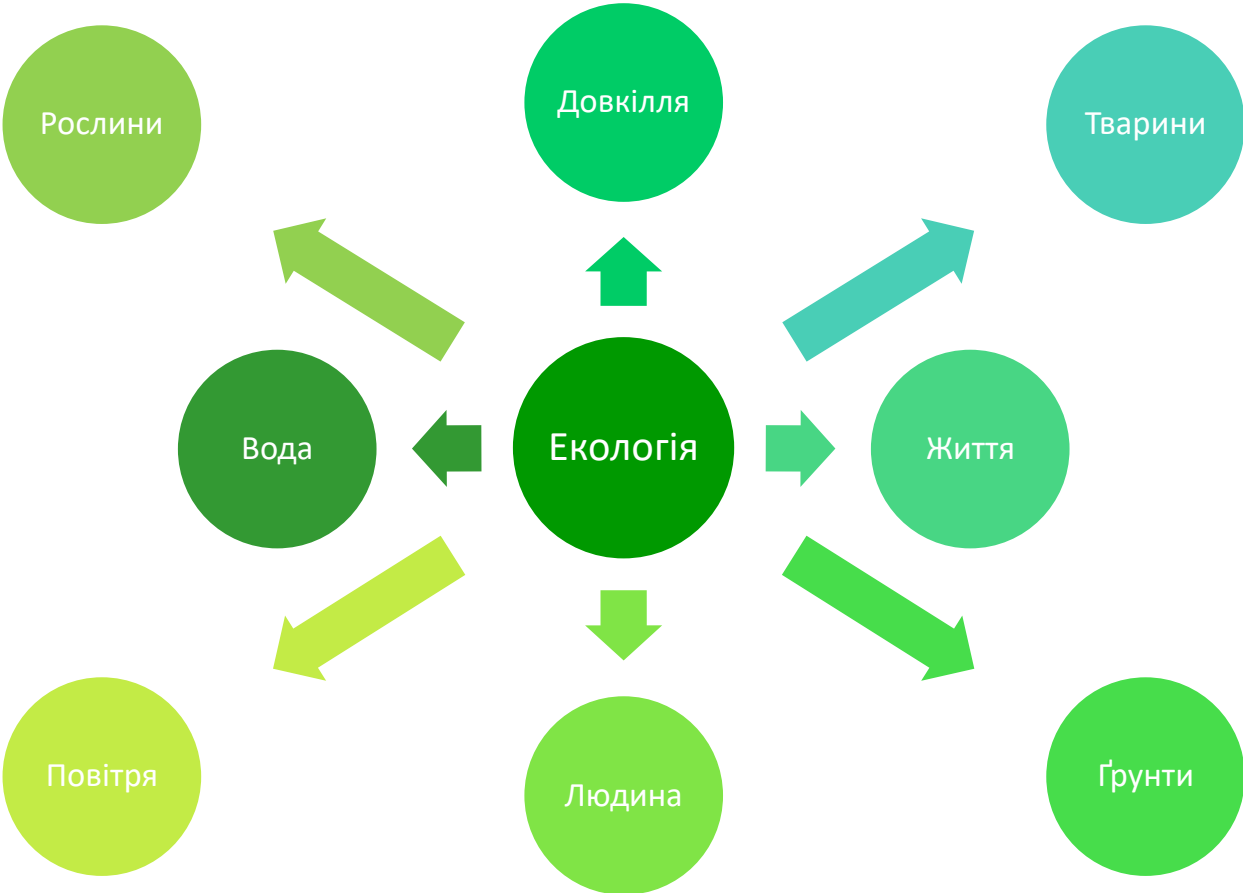 Рослини
Довкілля
Тварини
Вода
Екологія
Життя
Повітря
Людина
Ґрунти